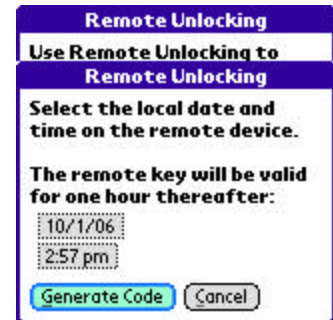 Remote Unlocking
Use Remote Unlocking to
Remote Unlocking
Select the local date and
time on the remote device.
The remote key will be valid
for one hour thereafter:
10/1/06
2:57 pm
Generate Code Cancel